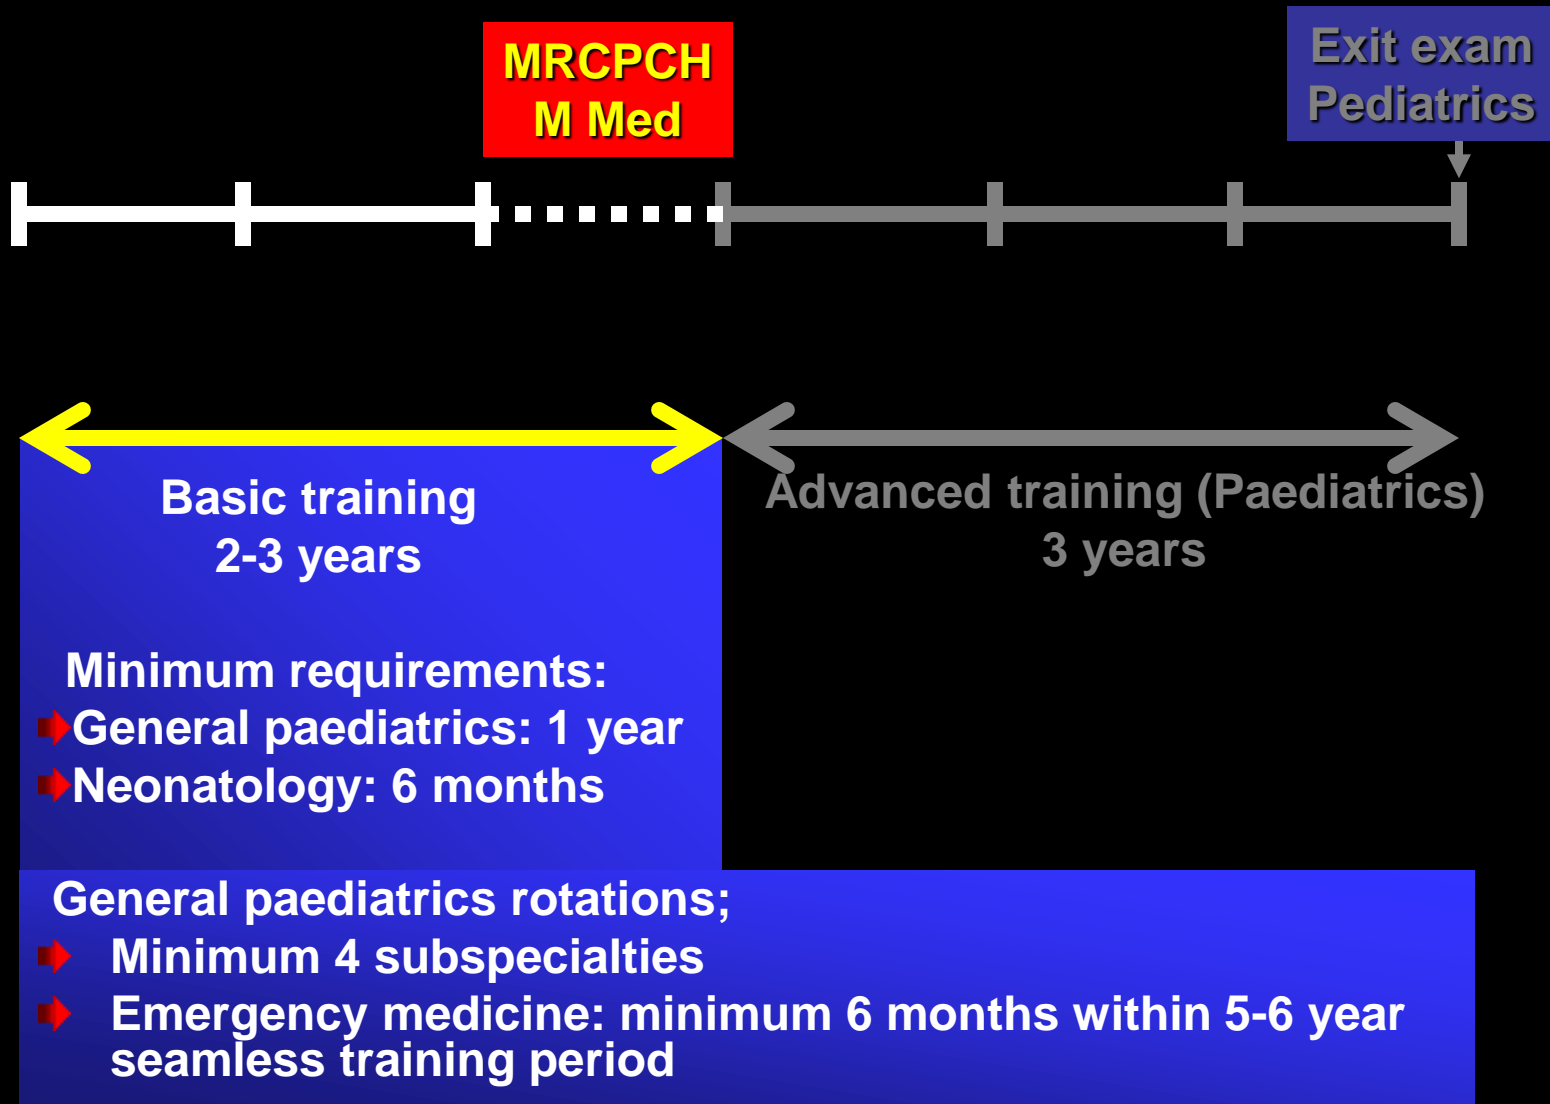 MRCPCH
M Med
Exit exam
Pediatrics
Basic training
2-3 years
Advanced training (Paediatrics)
3 years
Minimum requirements:
General paediatrics: 1 year
Neonatology: 6 months
General paediatrics rotations;
Minimum 4 subspecialties
Emergency medicine: minimum 6 months within 5-6 year
seamless training period